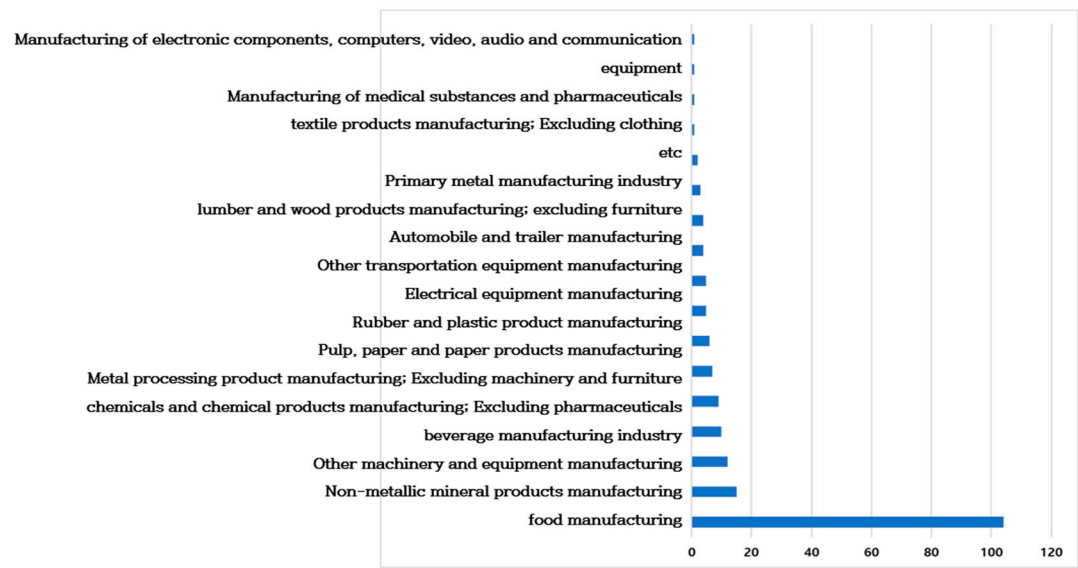 Manufacturing of electronic components, computers, video, audio and communication
equipment
Manufacturing of medical substances and pharmaceuticals
textile products manufacturing; Excluding clothing
etc
Primary metal manufacturing industry
lumber and wood products manufacturing; excluding furniture
Automobile and trailer manufacturing
Other transportation equipment manufacturing
Electrical equipment manufacturing
Rubber and plastic product manufacturing
Pulp, paper and paper products manufacturing
Metal processing product manufacturing; Excluding machinery and furniture
chemicals and chemical products manufacturing; Excluding pharmaceuticals
beverage manufacturing industry
Other machinery and equipment manufacturing
Non-metallic mineral products manufacturing
food manufacturing
0 20 40 60 80 100 120